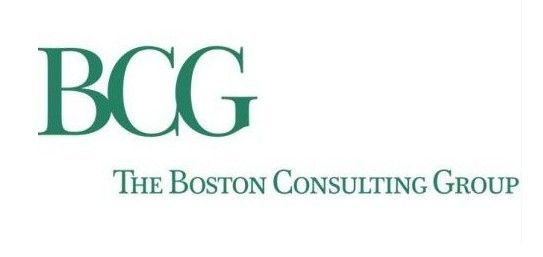 BCG
The Boston Consulting Group